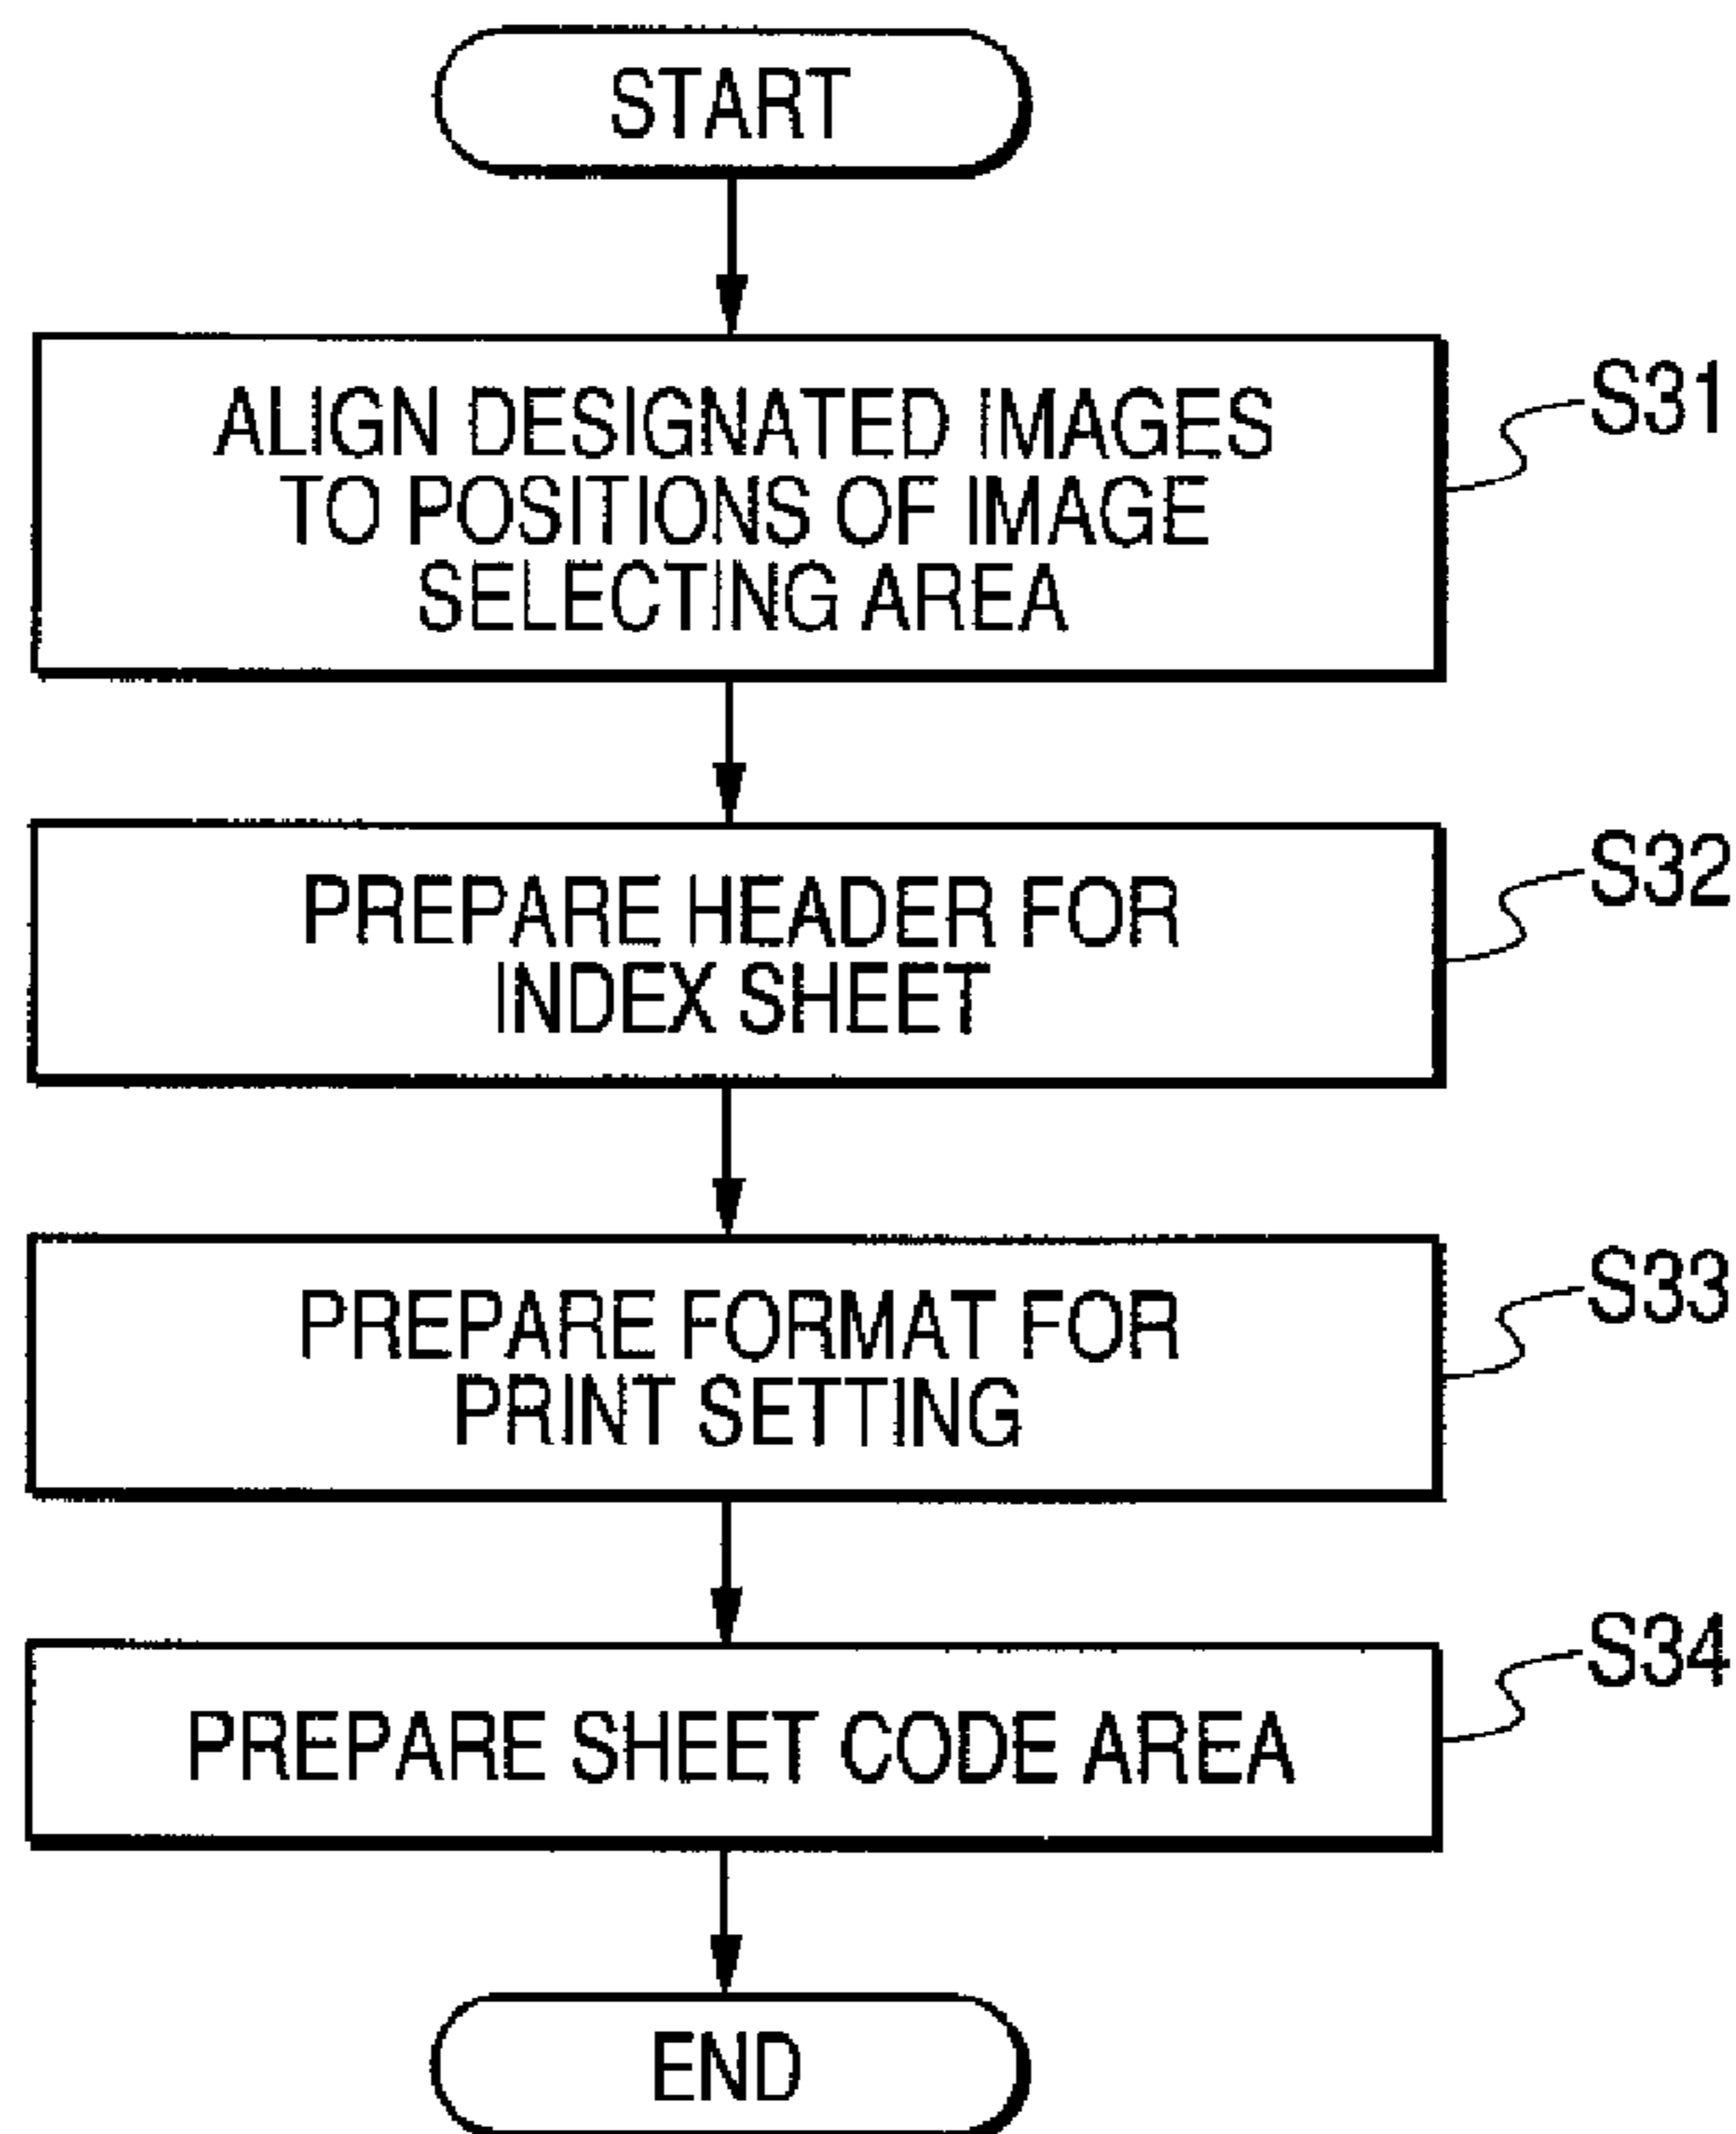 START
ALIGN DESIGNATED IMAGES
TO POSITIONS OF IMAGE
SELECTING AREA
S31
PREPARE HEADER FOR
INDEX SHEET
S32
PREPARE FORMAT FOR
PRINT SETTING
S33
PREPARE SHEET CODE AREA
S34
END